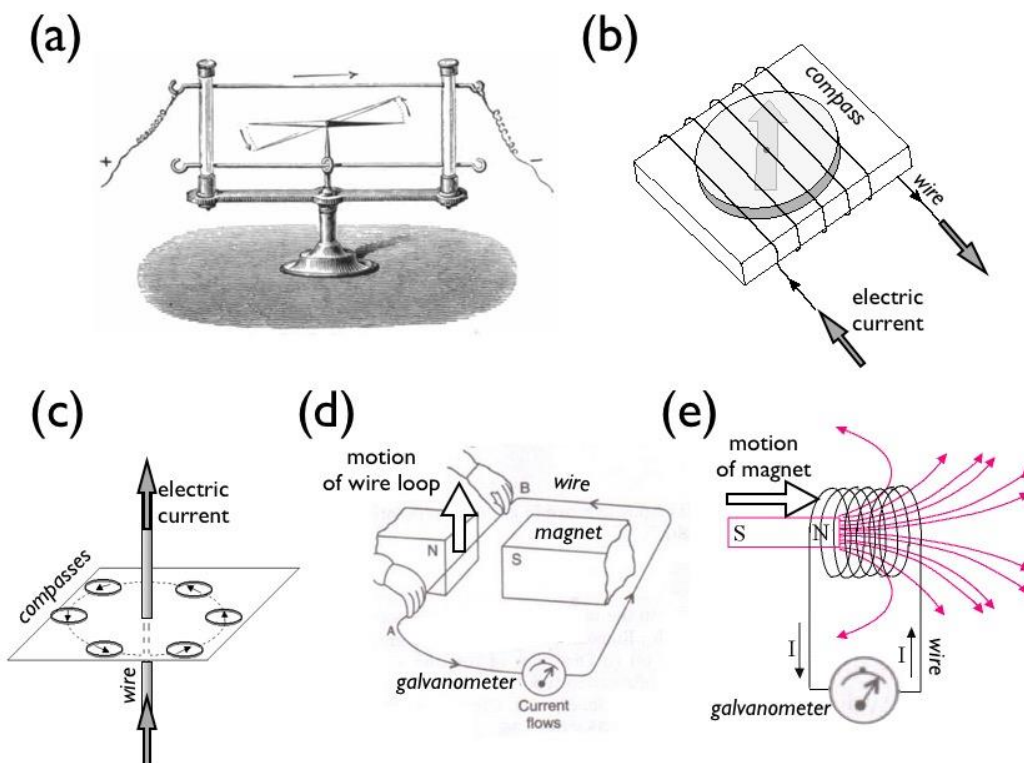 (a)
+
-
(b)
compass
wire
electric
current
(c)
electric
current
compasses
wire
(d)
motion
of wire loop
B
wire
N
magnet
S
A
galvanometer
Current
flows
(e)
motion
of magnet
S
N
I
I
wire
galvanometer